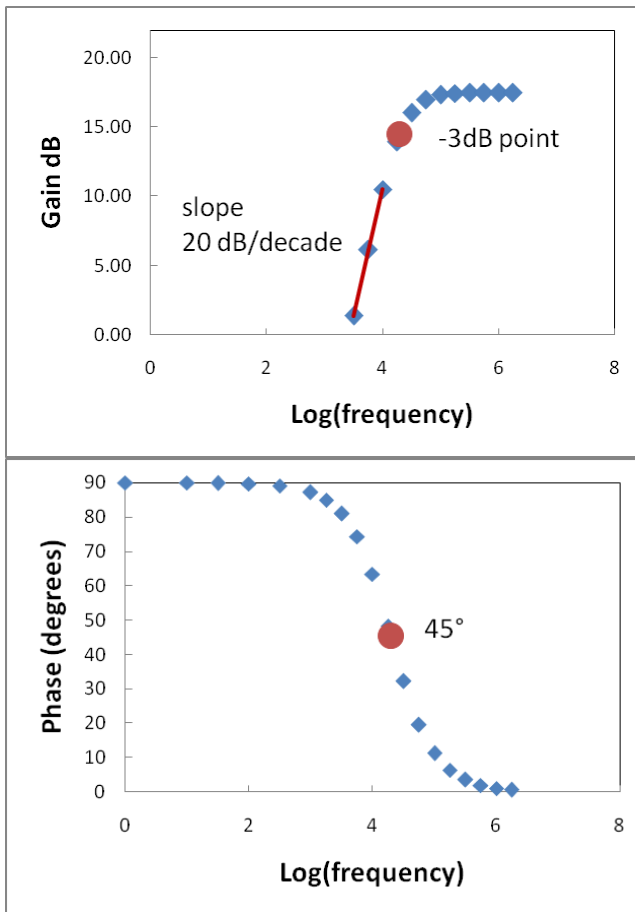 20.00
15.00
10.00
5.00
0.00
Gain dB
-3dB point
slope
20 dB/decade
0 2 4 6 8
Log(frequency)
90
80
70
60
50
40
30
20
10
0
Phase (degrees)
45°
0 2 4 6 8
Log(frequency)